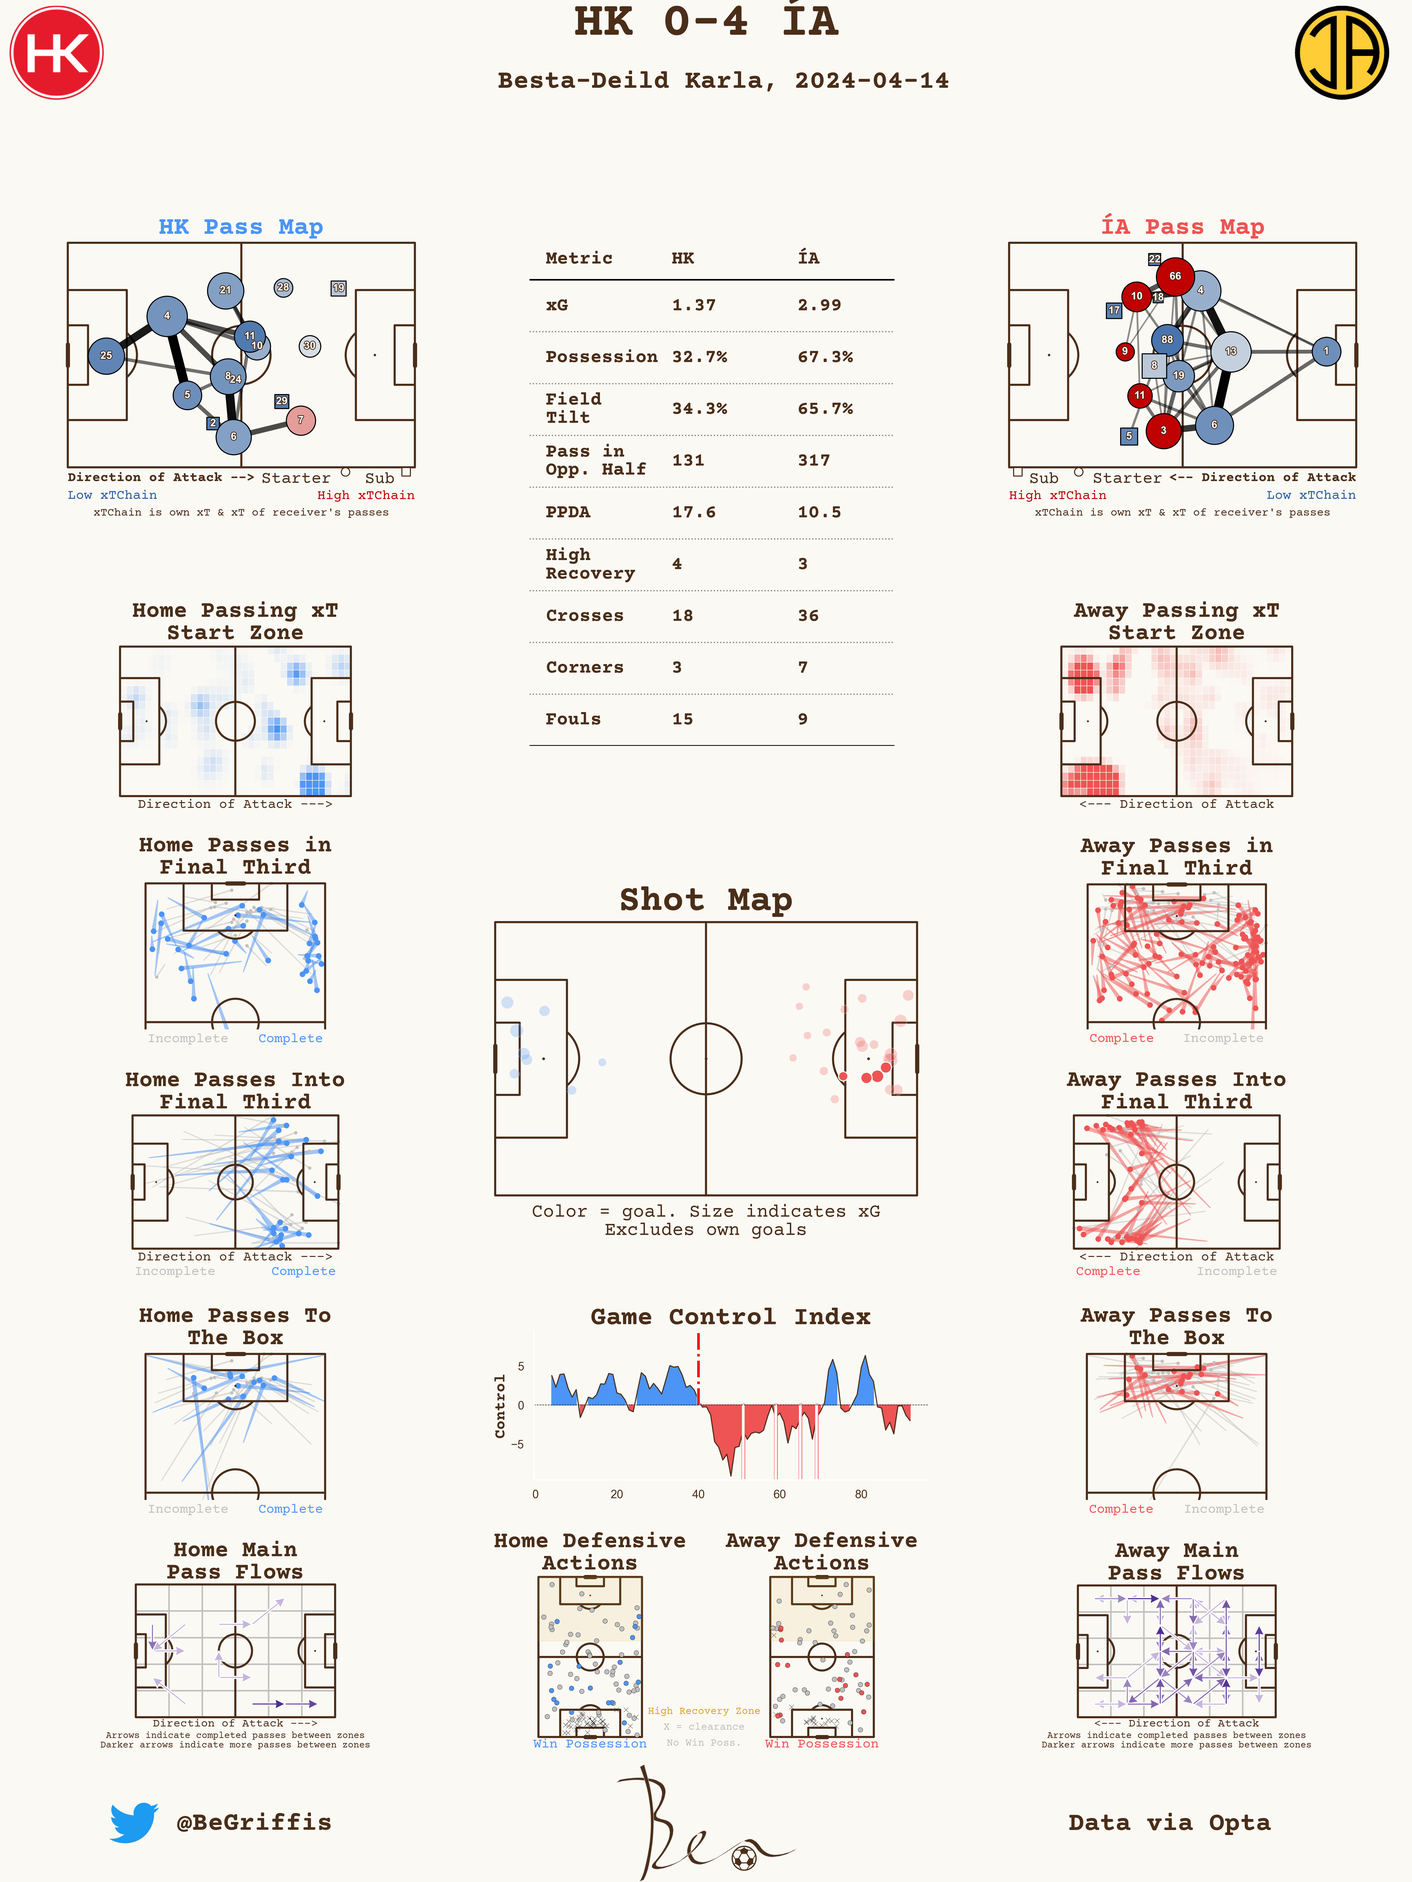 HK 0-4 ÍA
Besta-Deild Karla, 2024-04-14
HK
HK Pass Map
21
28
19
4
11
10
30
25
8
24
5
29
2
7
6
Direction of Attack --> Starter Sub
Low xTChain High xTChain
xTChain is own xT & xT of receiver's passes
Metric HK ÍA
xG 1.37 2.99
Possession 32.7% 67.3%
Field
Tilt 34.3% 65.7%
Pass in
Opp. Half 131 317
PPDA 17.6 10.5
High
Recovery 4 3
Crosses 18 36
Corners 3 7
Fouls 15 9
ÍA Pass Map
22
66
10
18
4
17
88
9
13
1
8
19
11
5
3
6
Sub Starter <-- Direction of Attack
High xTChain Low xTChain
xTChain is own xT & xT of receiver's passes
Home Passing xT
Start Zone
Direction of Attack --->
Away Passing xT
Start Zone
<--- Direction of Attack
Home Passes in
Final Third
Incomplete Complete
Shot Map
Color = goal. Size indicates xG
Excludes own goals
Away Passes in
Final Third
Complete Incomplete
Home Passes Into
Final Third
Direction of Attack --->
Incomplete Complete
Away Passes Into
Final Third
<--- Direction of Attack
Complete Incomplete
Home Passes To
The Box
Incomplete Complete
Game Control Index
Control
5
0
−5
0 20 40 60 80
Away Passes To
The Box
Complete Incomplete
Home Main
Pass Flows
Direction of Attack --->
Arrows indicate completed passes between zones
Darker arrows indicate more passes between zones
Home Defensive
Actions
Win Possession
High Recovery Zone
X = clearance
No Win Poss.
Away Defensive
Actions
Win Possession
Away Main
Pass Flows
<--- Direction of Attack
Arrows indicate completed passes between zones
Darker arrows indicate more passes between zones
@BeGriffis
Ben
Data via Opta